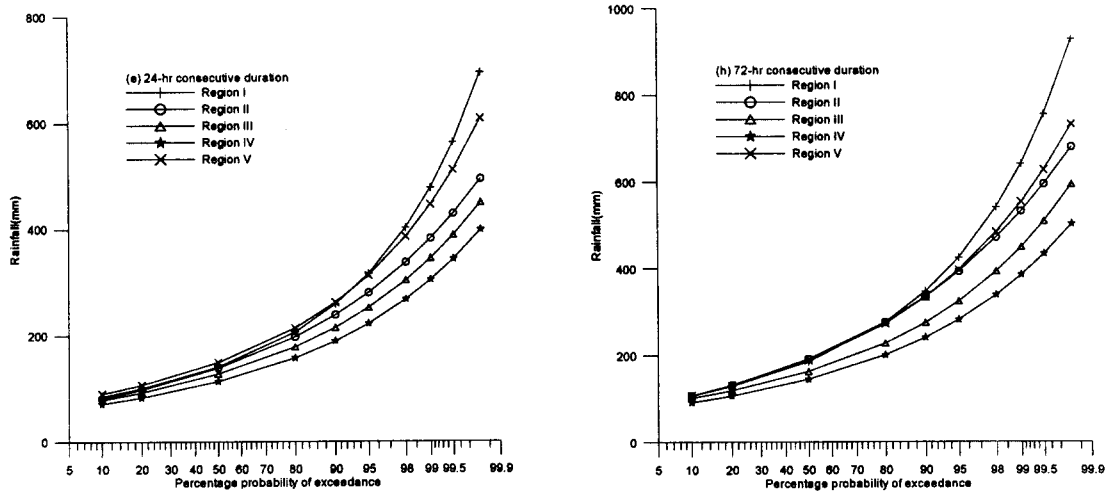 800
600
400
200
0
Rainfall(mm)
(e) 24-hr consecutive duration
Region I
Region II
Region III
Region IV
Region V
5 10 20 30 40 50 60 70 80 90 95 98 99 99.5 99.9
Percentage probability of exceedance
1000
800
600
400
200
0
Rainfall(mm)
(h) 72-hr consecutive duration
Region I
Region II
Region III
Region IV
Region V
5 10 20 30 40 50 60 70 80 90 95 98 99 99.5 99.9
Percentage probability of exceedance